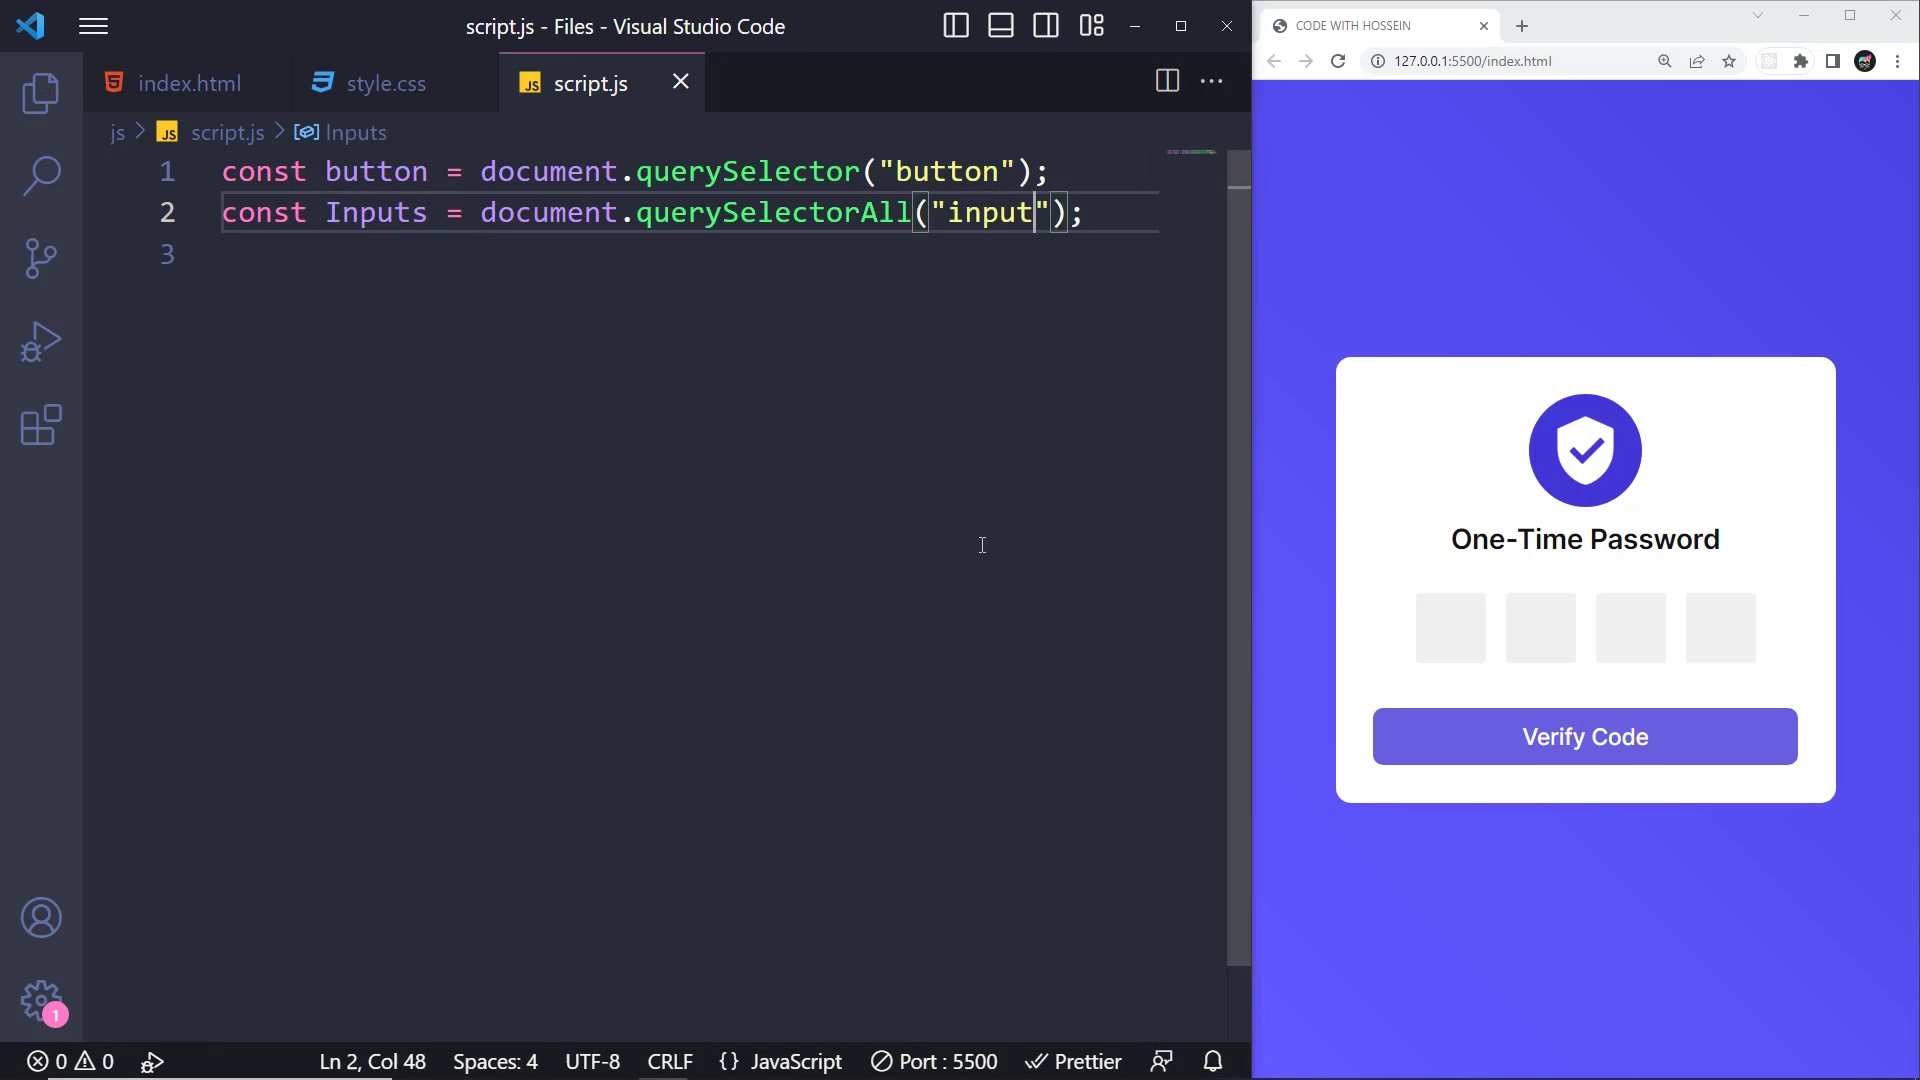 script.js - Files - Visual Studio Code
index.html
style.css
JS script.js
js > JS script.js > Inputs
1 const button = document.querySelector("button");
2 const Inputs = document.querySelectorAll("input");
3
1
0 0
Ln 2, Col 48
Spaces: 4
UTF-8
CRLF
{ } JavaScript
Port : 5500
Prettier
CODE WITH HOSSEIN
127.0.0.1:5500/index.html
One-Time Password
Verify Code